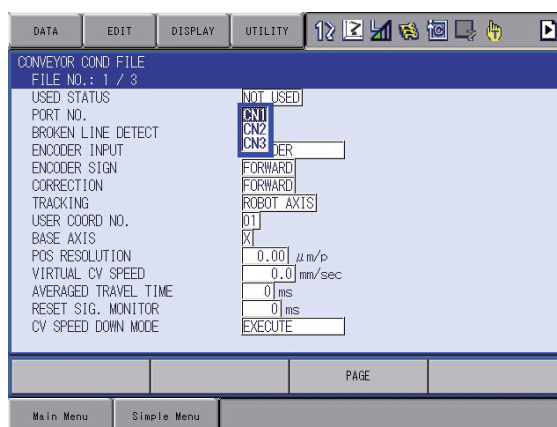 DATA EDIT DISPLAY UTILITY
CONVEYOR COND FILE
FILE NO.: 1 / 3
USED STATUS NOT USED
PORT NO. CN1
CN2
BROKEN LINE DETECT
CN3
ENCODER INPUT DER
ENCODER SIGN FORWARD
CORRECTION FORWARD
TRACKING ROBOT AXIS
USER COORD NO. 01
BASE AXIS X
POS RESOLUTION 0.00 μm/p
VIRTUAL CV SPEED 0.0 mm/sec
AVERAGED TRAVEL TIME 0 ms
RESET SIG. MONITOR 0 ms
CV SPEED DOWN MODE EXECUTE
PAGE
Main Menu Simple Menu